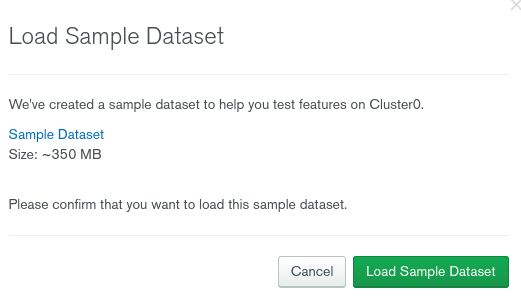 Load Sample Dataset
We've created a sample dataset to help you test features on Cluster0.
Sample Dataset
Size: ~350 MB
Please confirm that you want to load this sample dataset.
Cancel
Load Sample Dataset